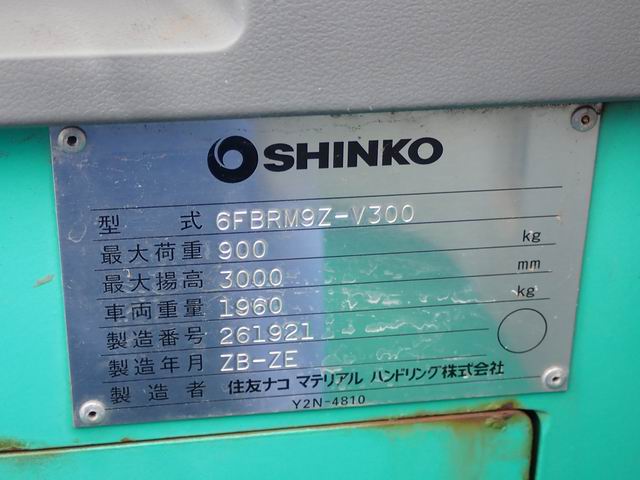 SHINKO
型 式 6FBRM9Z-V300
最大荷重 900 kg
最大揚高 3000 mm
車両重量 1960 kg
製造番号 261921
製造年月 ZB-ZE
製造者 住友ナコ マテリアル ハンドリング株式会社
Y2N-4810